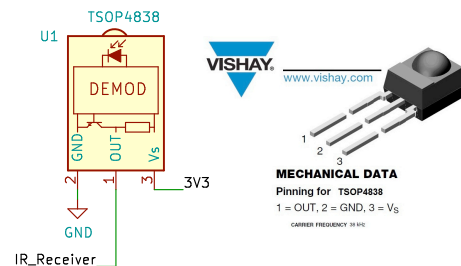 TSOP4838
U1
DEMOD
GND
OUT
Vs
2
1
3
3V3
GND
IR_Receiver
VISHAY.
www.vishay.com
1
2
3
MECHANICAL DATA
Pinning for TSOP4838
1 = OUT, 2 = GND, 3 = VS
CARRIER FREQUENCY 38 kHz